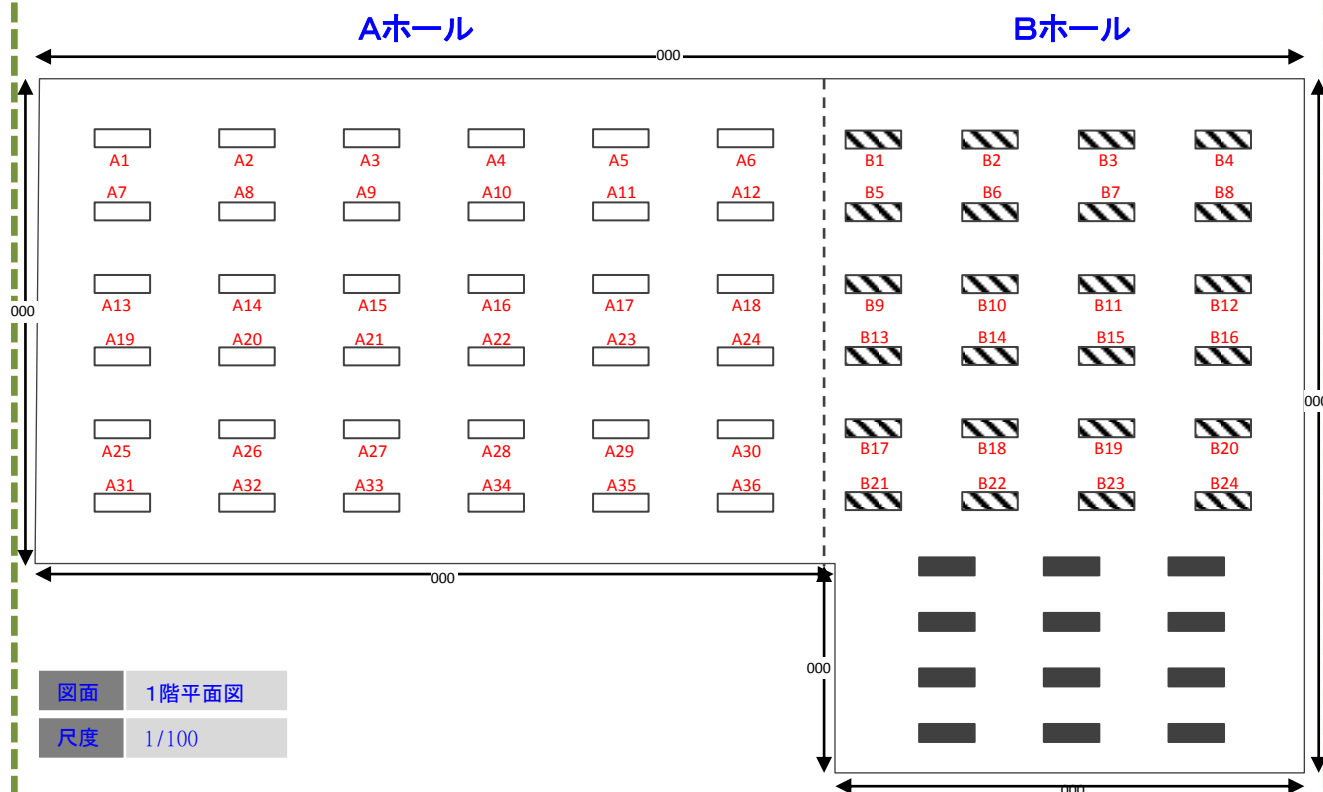 Aホール Bホール
000
A1 A2 A3 A4 A5 A6 B1 B2 B3 B4
A7 A8 A9 A10 A11 A12 B5 B6 B7 B8
A13 A14 A15 A16 A17 A18 B9 B10 B11 B12
000
A19 A20 A21 A22 A23 A24 B13 B14 B15 B16
000
A25 A26 A27 A28 A29 A30 B17 B18 B19 B20
A31 A32 A33 A34 A35 A36 B21 B22 B23 B24
000
000
図面 1階平面図
尺度 1/100
000